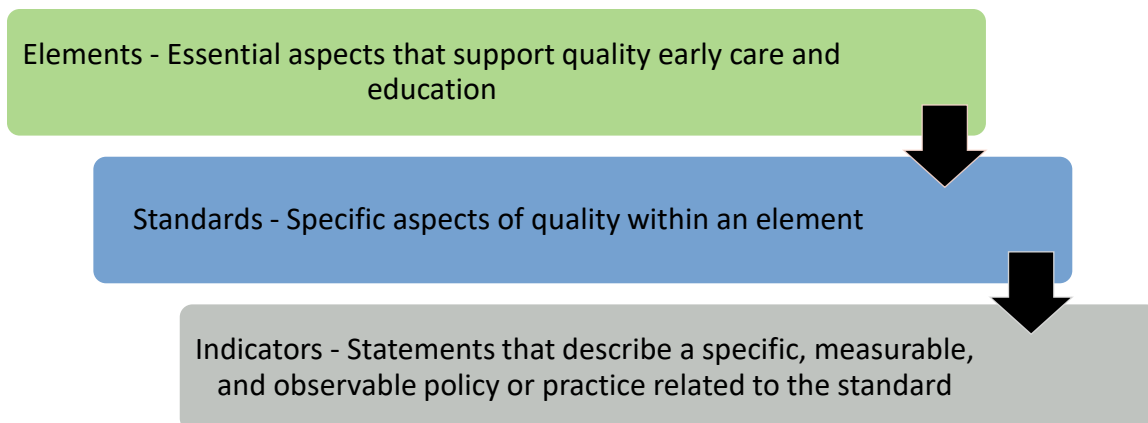 Elements - Essential aspects that support quality early care and
education
Standards - Specific aspects of quality within an element
Indicators - Statements that describe a specific, measurable,
and observable policy or practice related to the standard